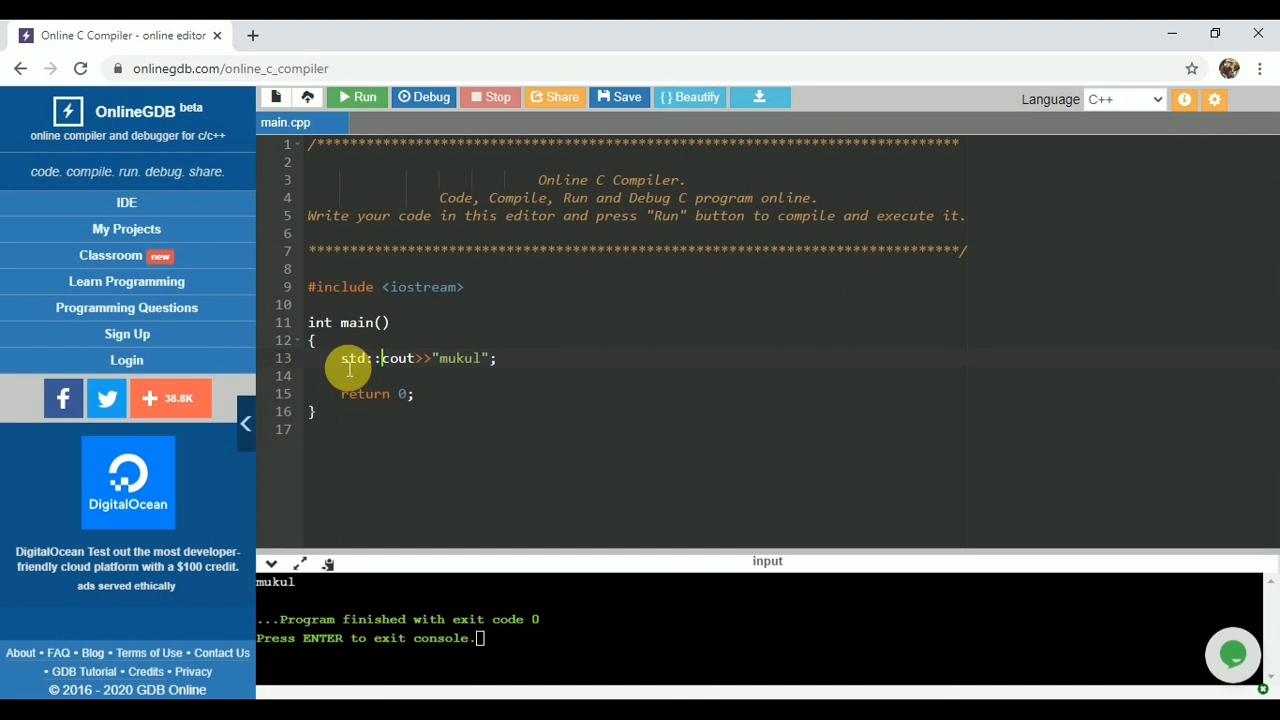 Online C Compiler - online editor
onlinegdb.com/online_c_compiler
OnlineGDB beta
online compiler and debugger for c/c++
code. compile. run. debug. share.
IDE
My Projects
Classroom new
Learn Programming
Programming Questions
Sign Up
Login
38.8K
DigitalOcean
DigitalOcean Test out the most developer-
friendly cloud platform with a $100 credit.
ads served ethically
About • FAQ • Blog • Terms of Use • Contact Us
• GDB Tutorial • Credits • Privacy
© 2016 - 2020 GDB Online
Run Debug Stop Share Save {} Beautify Language C++
main.cpp
1 /******************************************************************************
2
3 Online C Compiler.
4 Code, Compile, Run and Debug C program online.
5 Write your code in this editor and press "Run" button to compile and execute it.
6
7 *******************************************************************************/
8
9 #include <iostream>
10
11 int main()
12 {
13 std::cout>>"mukul";
14
15 return 0;
16 }
17
input
mukul
...Program finished with exit code 0
Press ENTER to exit console.